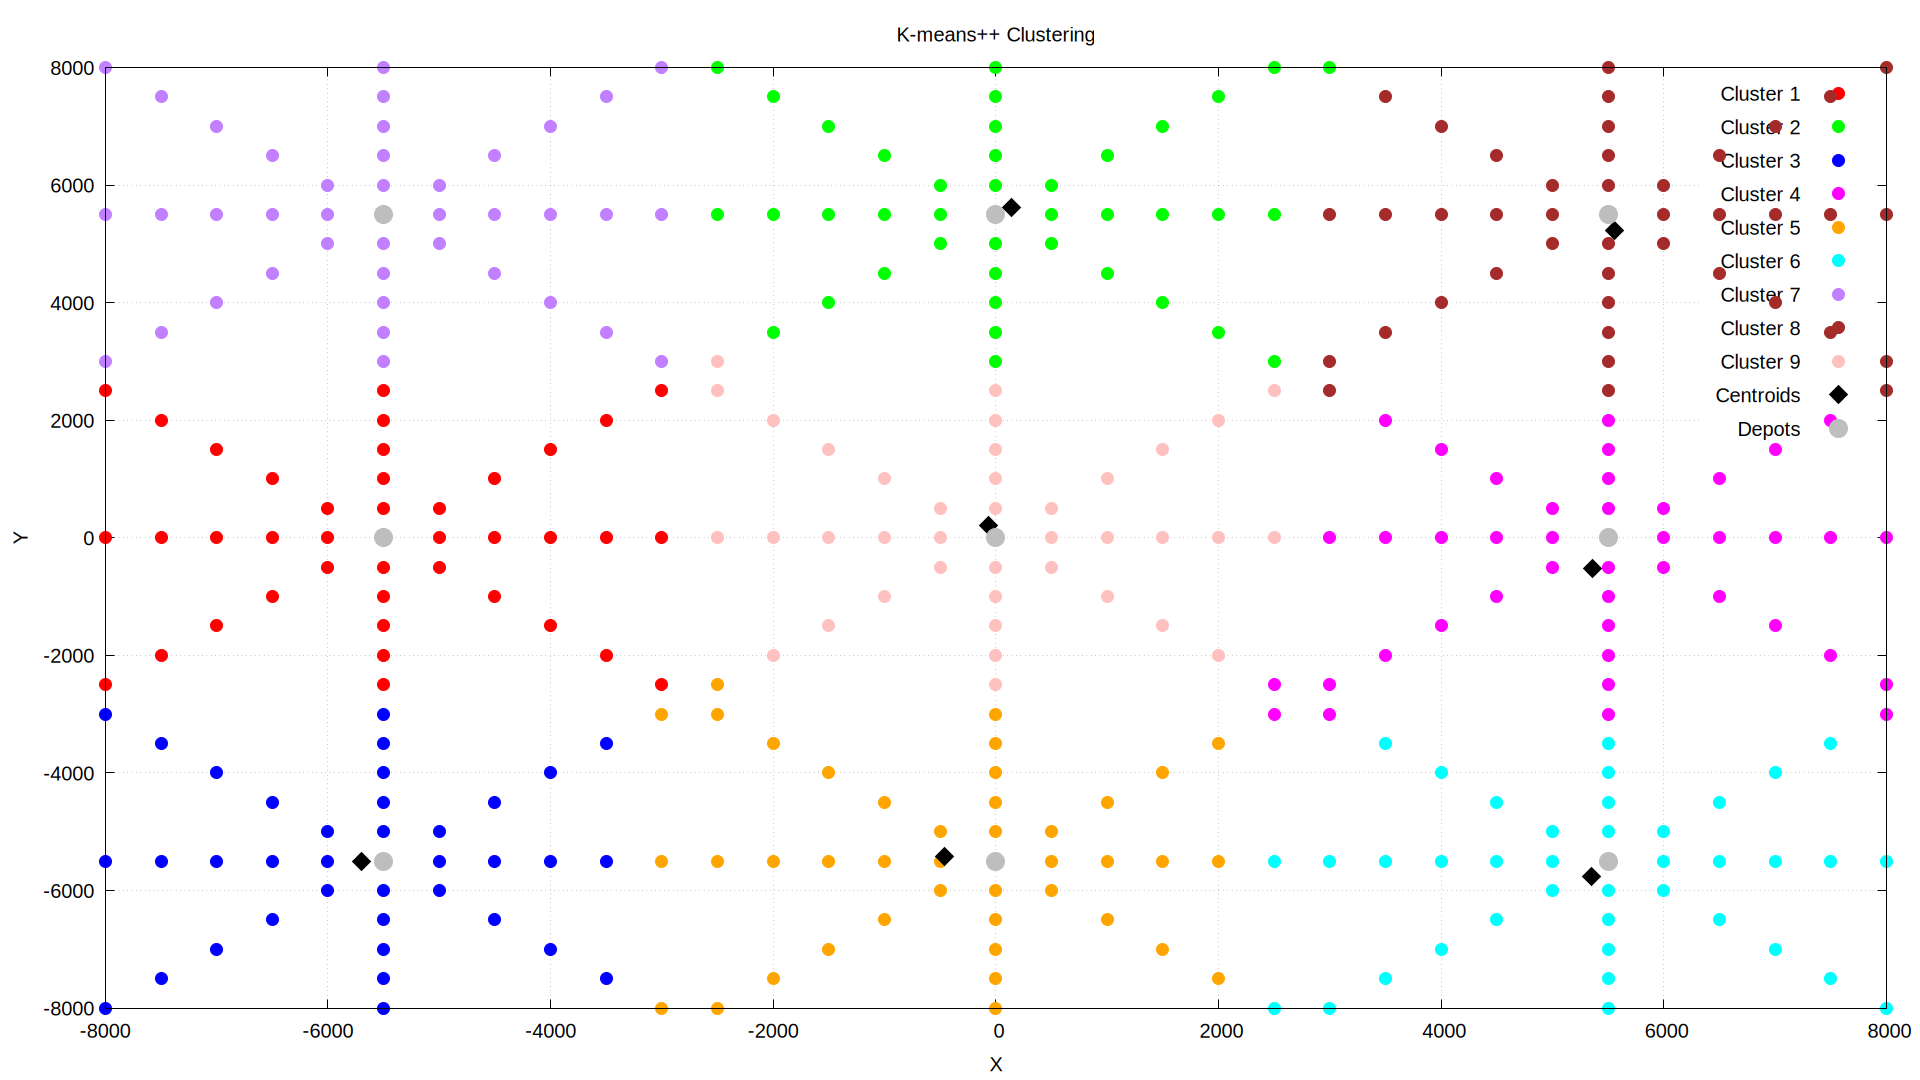 K-means++ Clustering
8000
6000
4000
2000
0
-2000
-4000
-6000
-8000
-8000 -6000 -4000 -2000 0 2000 4000 6000 8000
X
Y
Cluster 1
Cluster 2
Cluster 3
Cluster 4
Cluster 5
Cluster 6
Cluster 7
Cluster 8
Cluster 9
Centroids
Depots